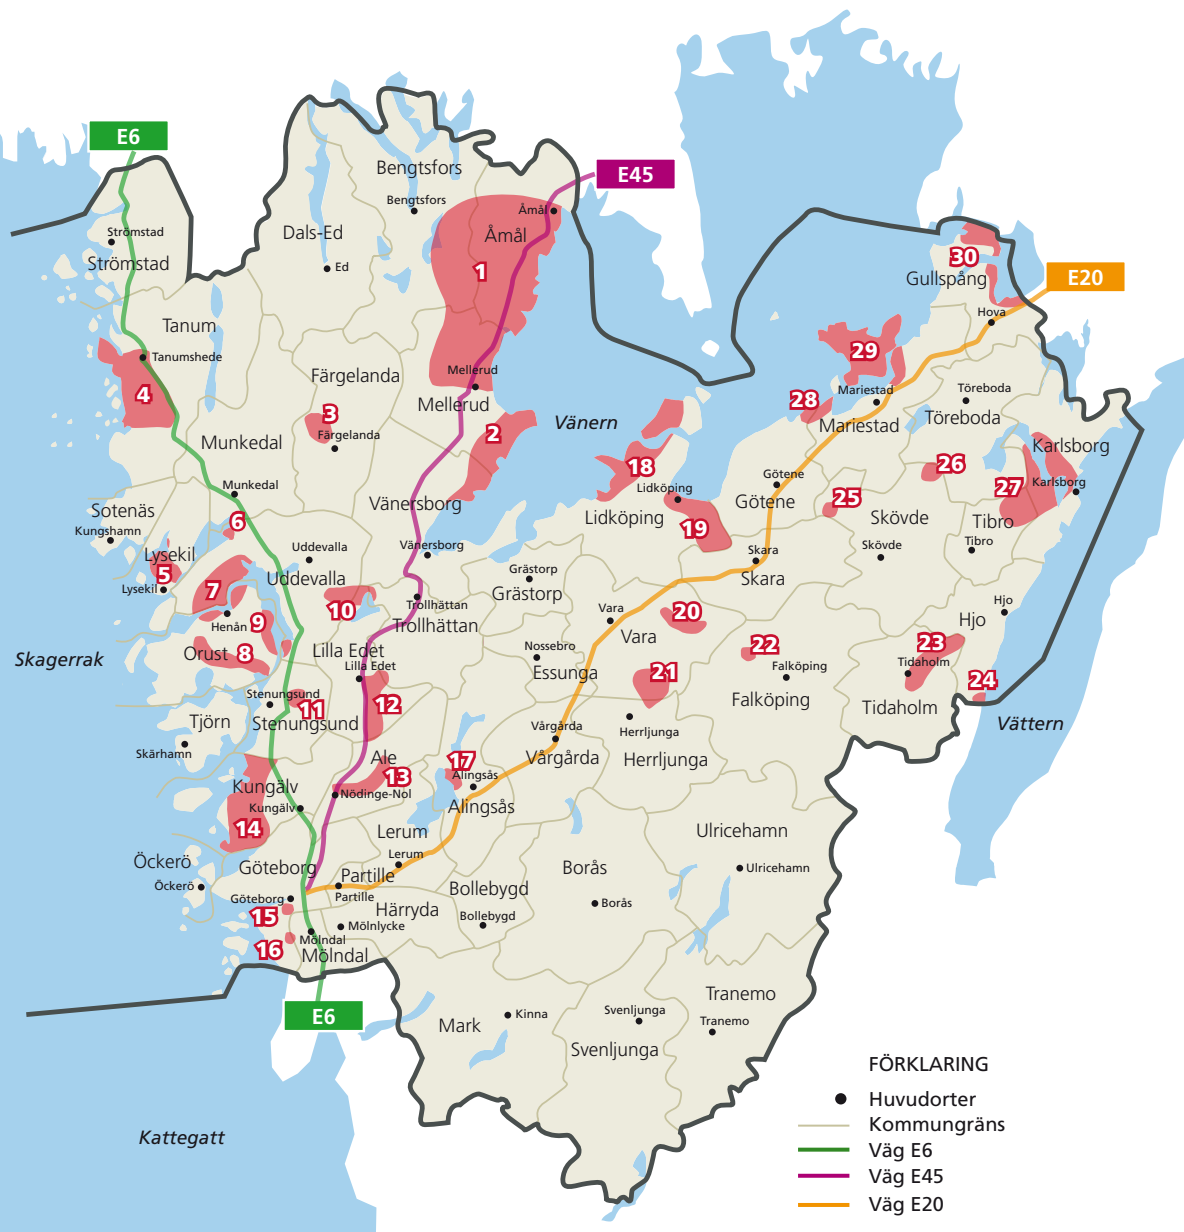 E6
E45
Bengtsfors
Bengtsfors
Åmål
Strömstad
Dals-Ed
Åmål
Strömstad
Ed
1
30
E20
Gullspång
Hova
Tanum
Tanumshede
29
Mellerud
Färgelanda
4
Mellerud
Mariestad
Töreboda
28
3
2
Vänern
Mariestad
Töreboda
Färgelanda
Munkedal
Karlsborg
26
18
Götene
Karlsborg
Munkedal
Lidköping
27
Vänersborg
Götene
25
Sotenäs
Lidköping
Skövde
Tibro
6
19
Kungshamn
Lysekil
Uddevalla
Vänersborg
Skara
Skövde
Tibro
5
Uddevalla
Grästorp
Skara
Lysekil
7
Grästorp
10
Trollhättan
Vara
Hjo
20
Henån
9
Trollhättan
Vara
Hjo
Orust
8
Lilla Edet
Nossebro
22
23
Skagerrak
Lilla Edet
Essunga
21
Falköping
Tidaholm
24
Stenungsund
11
12
Falköping
Tidaholm
Tjörn
Stenungsund
Vårgårda
Herrljunga
Vättern
Skärhamn
Ale
17
Vårgårda
Herrljunga
13
Alingsås
Kungälv
Nödinge-Nol
Kungälv
Alingsås
14
Lerum
Ulricehamn
Öckerö
Göteborg
Lerum
Borås
Ulricehamn
Öckerö
Partille
Göteborg
Partille
Bollebygd
Borås
15
Härryda
Bollebygd
Mölnlycke
16
Mölndal
Mölndal
Tranemo
E6
Mark
Kinna
Svenljunga
Tranemo
Svenljunga
FÖRKLARING
Huvudorter
Kommungräns
Kattegatt
Väg E6
Väg E45
Väg E20